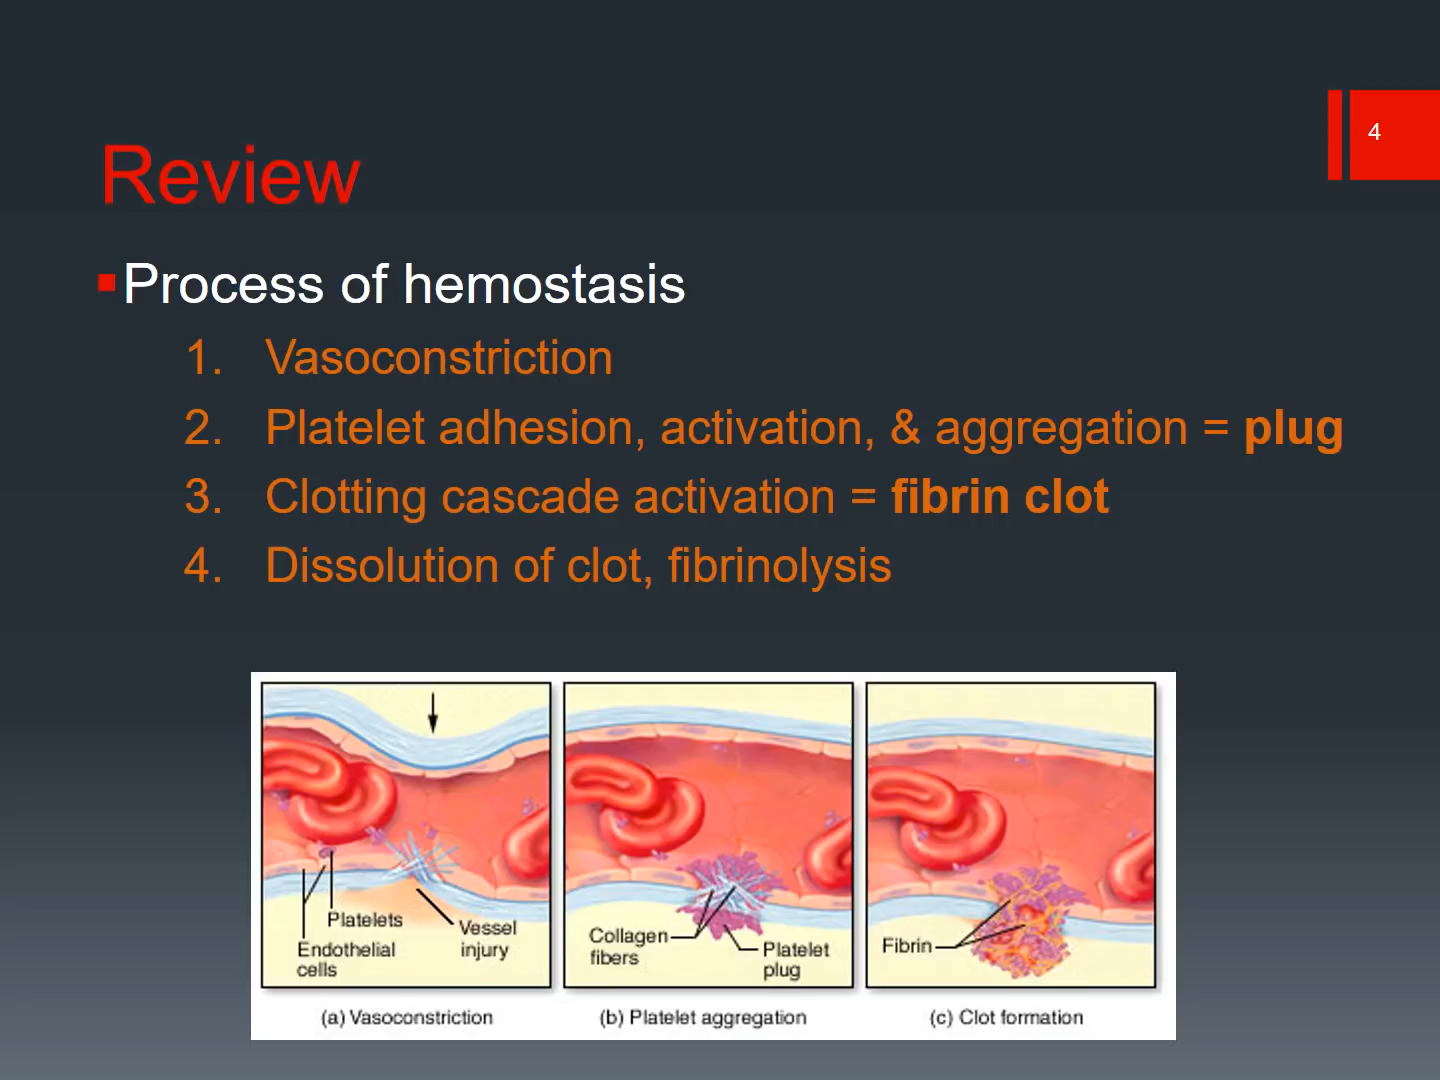 4
Review
Process of hemostasis
1. Vasoconstriction
2. Platelet adhesion, activation, & aggregation = plug
3. Clotting cascade activation = fibrin clot
4. Dissolution of clot, fibrinolysis
Platelets
Endothelial
cells
Vessel
injury
(a) Vasoconstriction
Collagen
fibers
Platelet
plug
(b) Platelet aggregation
Fibrin
(c) Clot formation